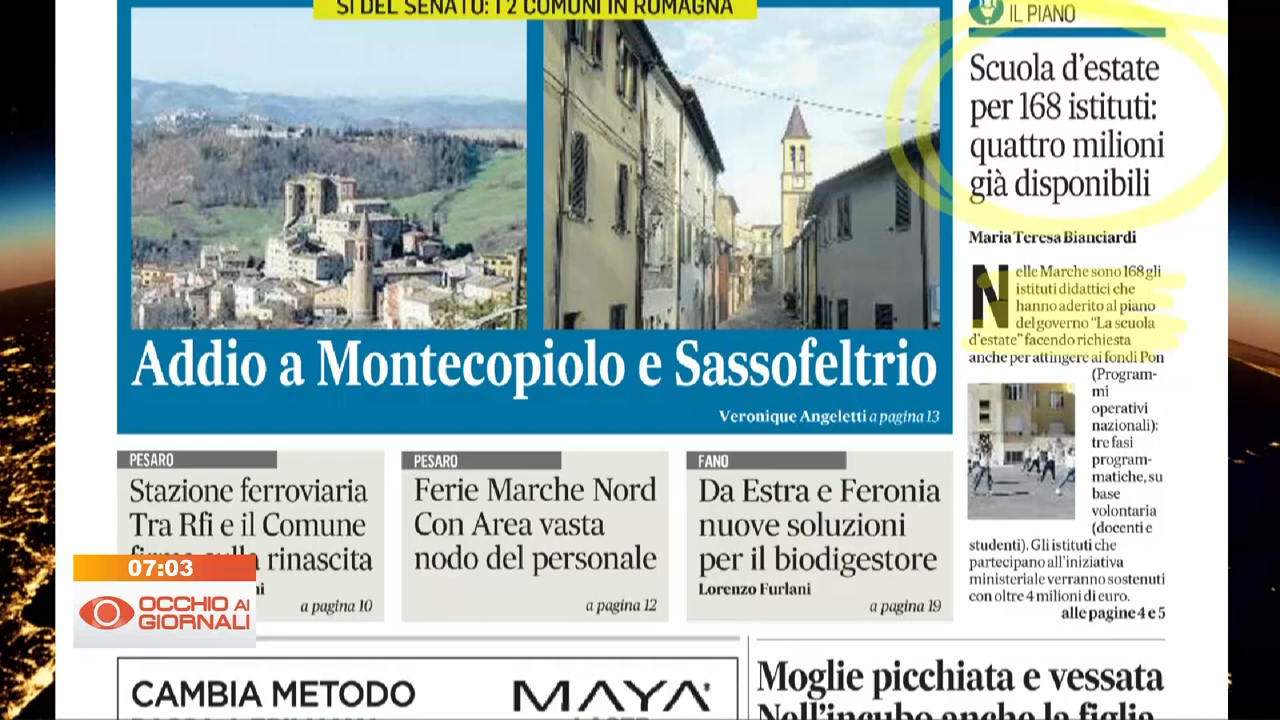 SÌ DEL SENATO: I 2 COMUNI IN ROMAGNA
Addio a Montecopiolo e Sassofeltrio
Veronique Angeletti a pagina 13
IL PIANO
Scuola d'estate
per 168 istituti:
quattro milioni
già disponibili
Maria Teresa Bianciardi
Nelle Marche sono 168 gli
istituti didattici che
hanno aderito al piano
del governo "La scuola
d'estate" facendo richiesta
anche per attingere ai fondi Pon
(Program-
mi
operativi
nazionali):
tre fasi
program-
matiche, su
base
volontaria
(docenti e
studenti). Gli istituti che
partecipano all'iniziativa
ministeriale verranno sostenuti
con oltre 4 milioni di euro.
alle pagine 4 e 5
PESARO
Stazione ferroviaria
Tra Rfi e il Comune
rinascita
a pagina 10
PESARO
Ferie Marche Nord
Con Area vasta
nodo del personale
a pagina 12
FANO
Da Estra e Feronia
nuove soluzioni
per il biodigestore
Lorenzo Furlani
a pagina 19
07:03
OCCHIO AI
GIORNALI
CAMBIA METODO
MAYA
Moglie picchiata e vessata
Nell'incubo anche la figlia